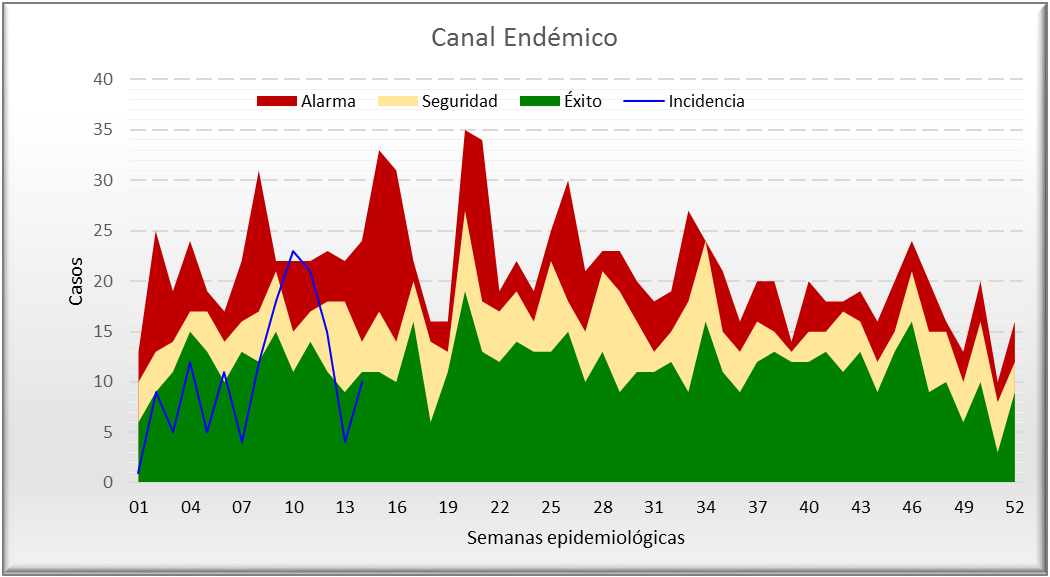 Canal Endémico
Alarma Seguridad Éxito Incidencia
40
35
30
25
20
15
10
5
0
Casos
01 04 07 10 13 16 19 22 25 28 31 34 37 40 43 46 49 52
Semanas epidemiológicas